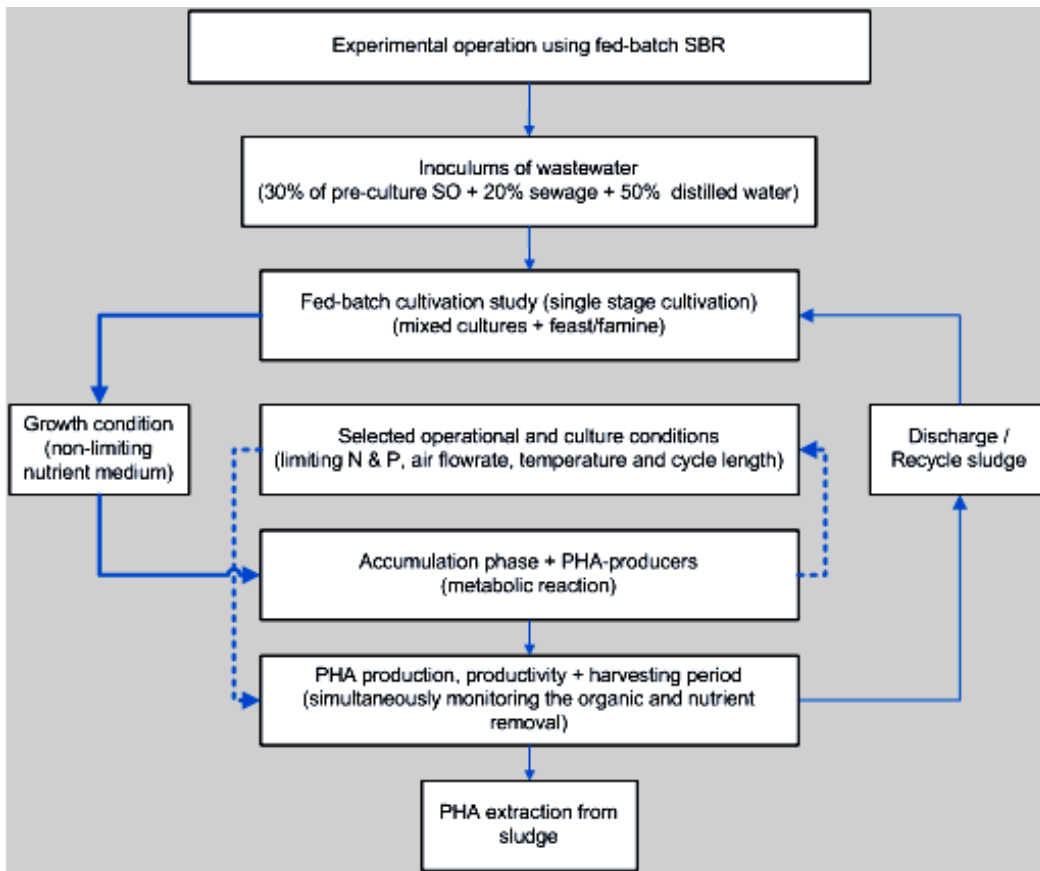 Experimental operation using fed-batch SBR
Inoculums of wastewater
(30% of pre-culture SO + 20% sewage + 50% distilled water)
Fed-batch cultivation study (single stage cultivation)
(mixed cultures + feast/famine)
Growth condition
(non-limiting
nutrient medium)
Selected operational and culture conditions
(limiting N & P, air flowrate, temperature and cycle length)
Discharge /
Recycle sludge
Accumulation phase + PHA-producers
(metabolic reaction)
PHA production, productivity + harvesting period
(simultaneously monitoring the organic and nutrient
removal)
PHA extraction from
sludge